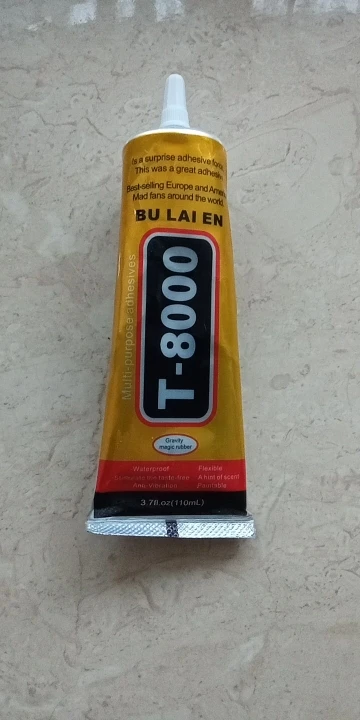 Is a surprise adhesive force
This was a great adhesive
Best-selling Europe and America
Mad fans around the world.
BU LAI EN
T-8000
Multi-purpose adhesives
Gravity
magic rubber
Waterproof Flexible
A hint of scent
Anti-Vibration Paintable
3.7fl.oz(110mL)